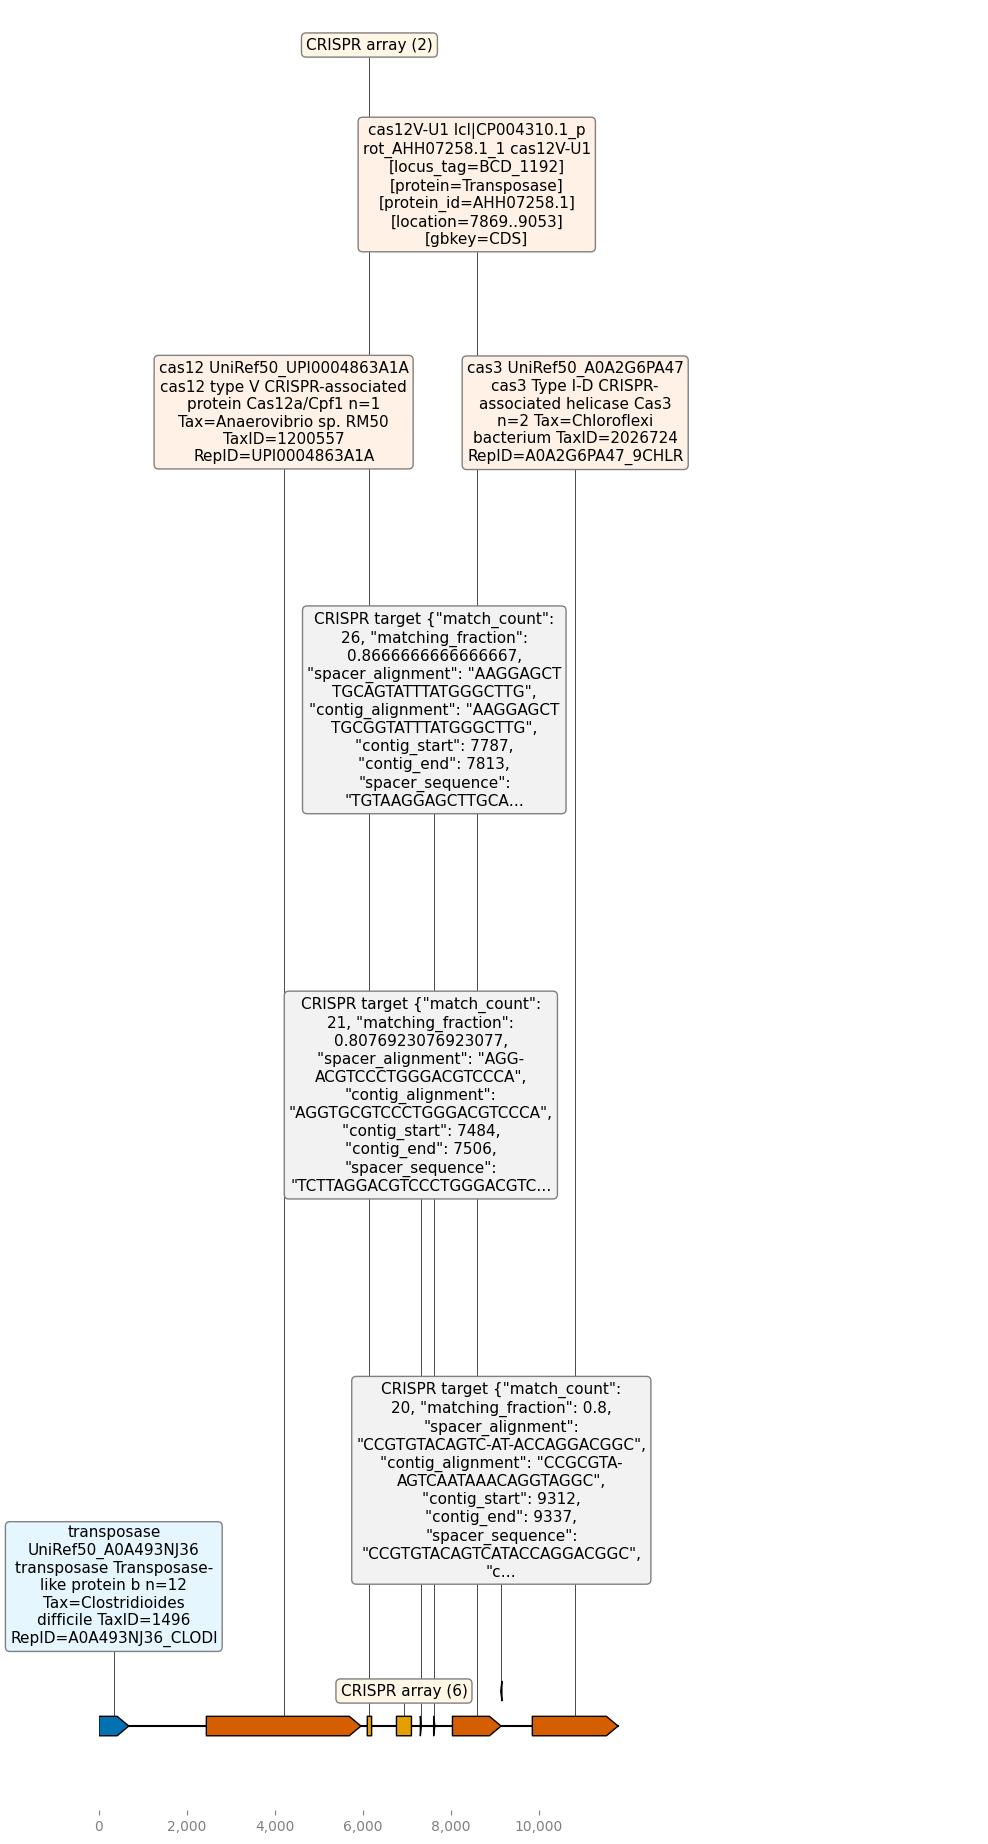 CRISPR array (2)
cas12V-U1 lcl|CP004310.1_p
rot_AHH07258.1_1 cas12V-U1
[locus_tag=BCD_1192]
[protein=Transposase]
[protein_id=AHH07258.1]
[location=7869..9053]
[gbkey=CDS]
cas12 UniRef50_UPI0004863A1A
cas12 type V CRISPR-associated
protein Cas12a/Cpf1 n=1
Tax=Anaerovibrio sp. RM50
TaxID=1200557
RepID=UPI0004863A1A
cas3 UniRef50_A0A2G6PA47
cas3 Type I-D CRISPR-
associated helicase Cas3
n=2 Tax=Chloroflexi
bacterium TaxID=2026724
RepID=A0A2G6PA47_9CHLR
CRISPR target {"match_count":
26, "matching_fraction":
0.8666666666666667,
"spacer_alignment": "AAGGAGCT
TGCAGTATTTATGGGCTTG",
"contig_alignment": "AAGGAGCT
TGCGGTATTTATGGGCTTG",
"contig_start": 7787,
"contig_end": 7813,
"spacer_sequence":
"TGTAAGGAGCTTGCA...
CRISPR target {"match_count":
21, "matching_fraction":
0.8076923076923077,
"spacer_alignment": "AGG-
ACGTCCCTGGGACGTCCCA",
"contig_alignment":
"AGGTGCGTCCCTGGGACGTCCCA",
"contig_start": 7484,
"contig_end": 7506,
"spacer_sequence":
"TCTTAGGACGTCCCTGGGACGTC...
CRISPR target {"match_count":
20, "matching_fraction": 0.8,
"spacer_alignment":
"CCGTGTACAGTC-AT-ACCAGGACGGC",
"contig_alignment": "CCGCGTA-
AGTCAATAAACAGGTAGGC",
"contig_start": 9312,
"contig_end": 9337,
"spacer_sequence":
"CCGTGTACAGTCATACCAGGACGGC",
"c...
transposase
UniRef50_A0A493NJ36
transposase Transposase-
like protein b n=12
Tax=Clostridioides
difficile TaxID=1496
RepID=A0A493NJ36_CLODI
CRISPR array (6)
0
2,000
4,000
6,000
8,000
10,000